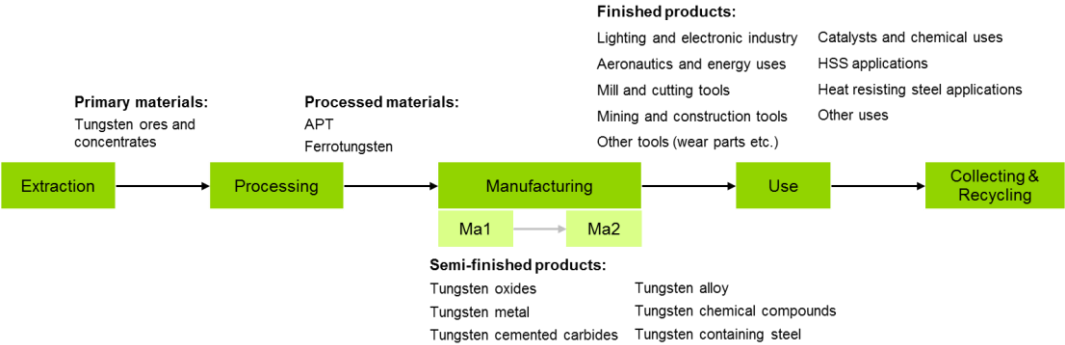 Finished products:
Lighting and electronic industry
Aeronautics and energy uses
Mill and cutting tools
Mining and construction tools
Other tools (wear parts etc.)
Catalysts and chemical uses
HSS applications
Heat resisting steel applications
Other uses
Primary materials:
Tungsten ores and
concentrates
Processed materials:
APT
Ferrotungsten
Extraction
Processing
Manufacturing
Use
Collecting &
Recycling
Ma1
Ma2
Semi-finished products:
Tungsten oxides
Tungsten metal
Tungsten cemented carbides
Tungsten alloy
Tungsten chemical compounds
Tungsten containing steel